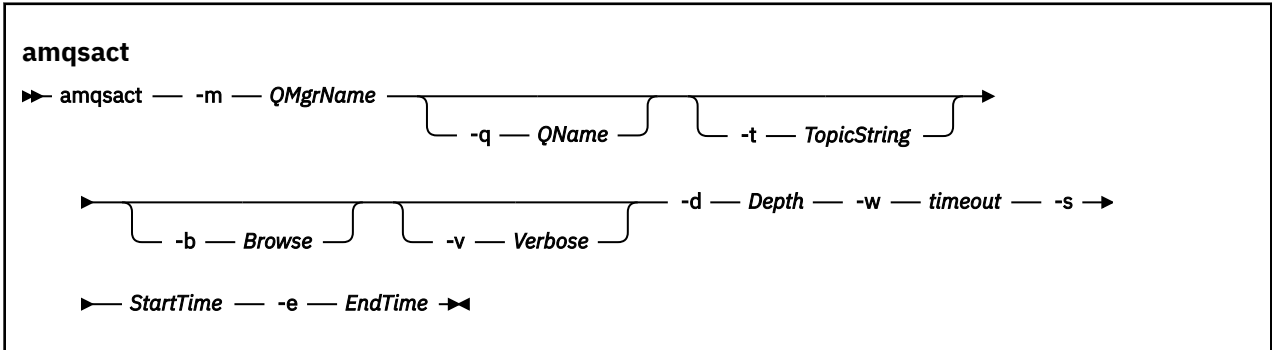 amqsact
amqsact -m QMgrName
-q QName -t TopicString
-d Depth -w timeout -s
-b Browse -v Verbose
StartTime -e EndTime